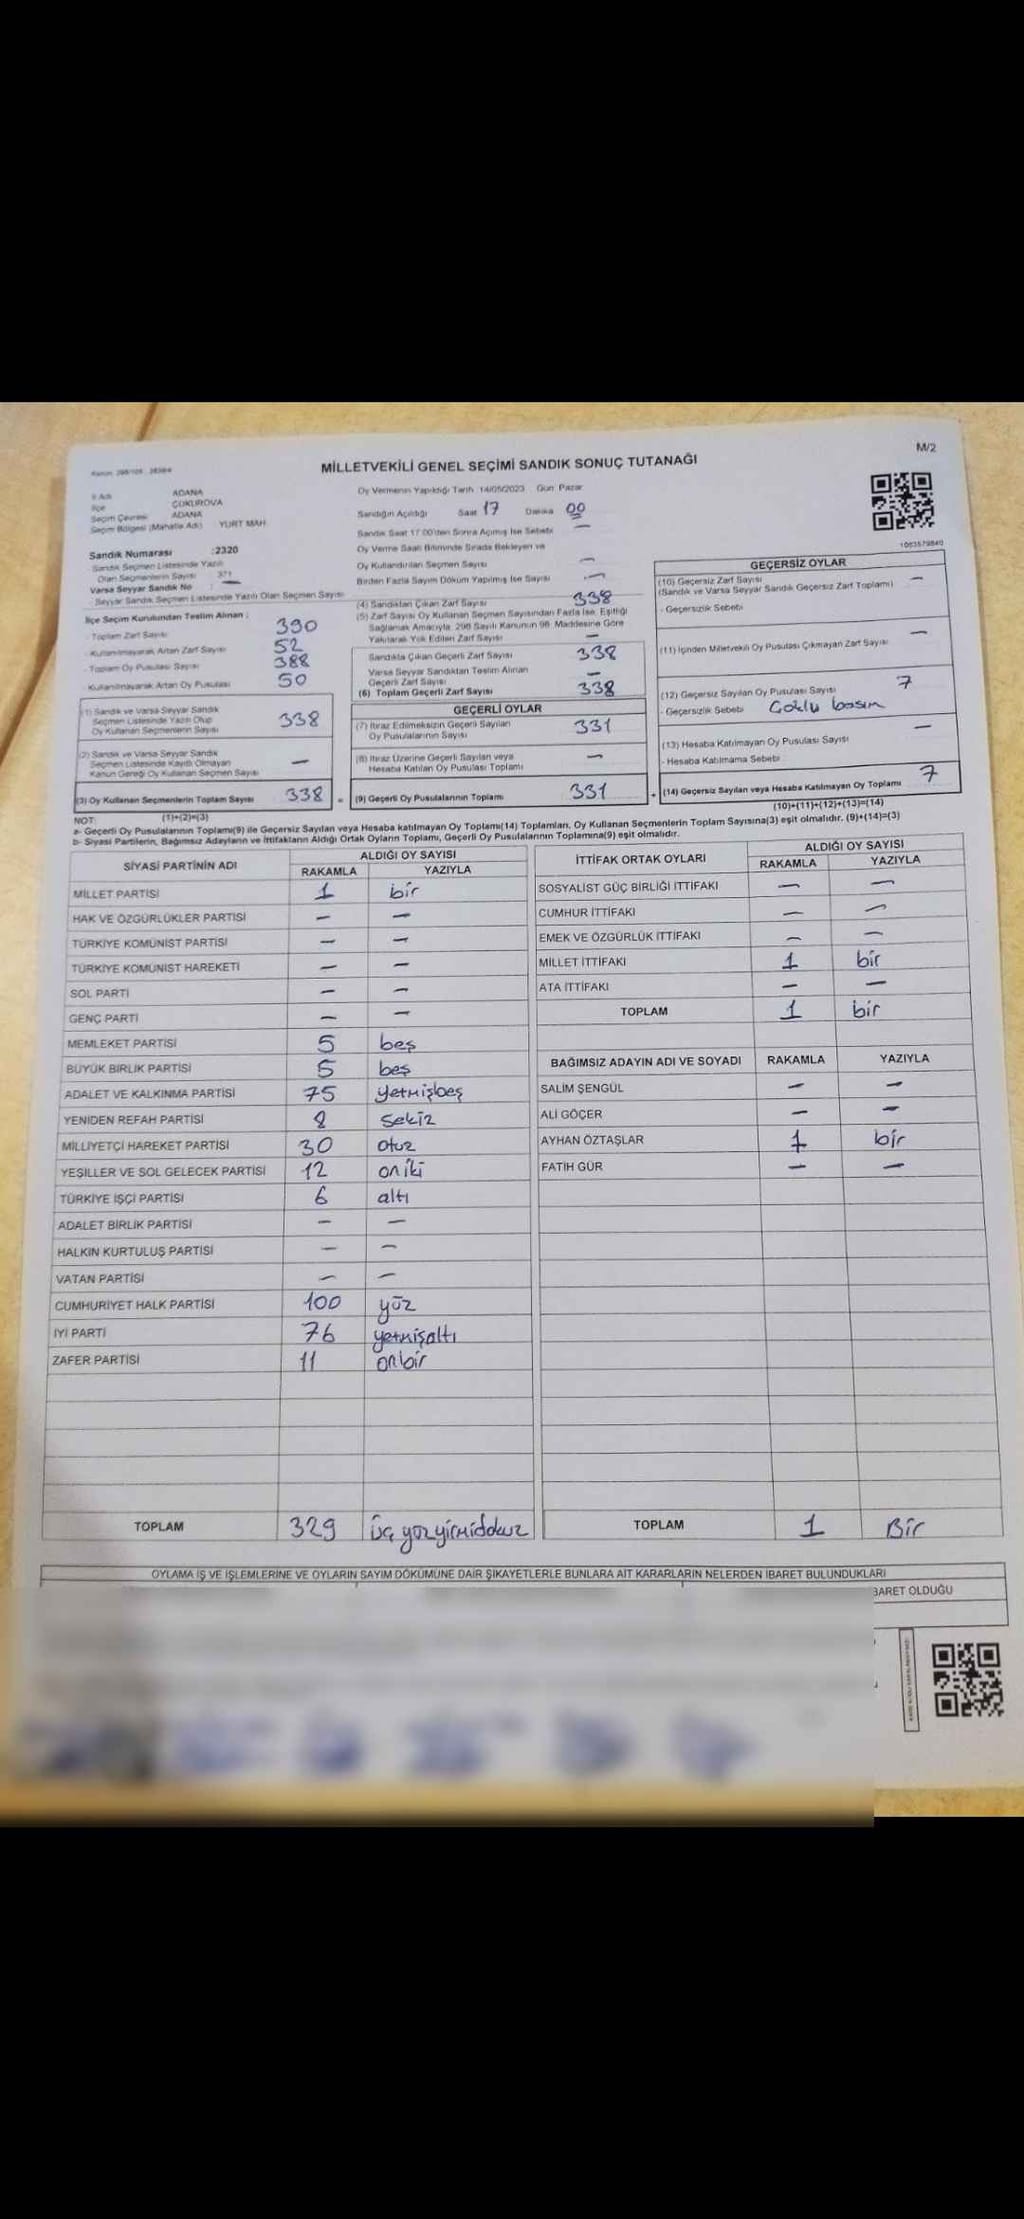 M/2
MİLLETVEKİLİ GENEL SEÇİMİ SANDIK SONUÇ TUTANAĞI
İl Adı ADANA
İlçe ÇUKUROVA
Seçim Çevresi ADANA
Seçim Bölgesi (Mahalle Adı) YURT MAH.
Sandık Numarası :2320
Sandık Seçmen Listesinde Yazılı
Olan Seçmenlerin Sayısı 371
Varsa Seyyar Sandık No : —
Seyyar Sandık Seçmen Listesinde Yazılı Olan Seçmen Sayısı
İlçe Seçim Kurulundan Teslim Alınan :
- Toplam Zarf Sayısı 390
- Kullanılmayarak Artan Zarf Sayısı 52
- Toplam Oy Pusulası Sayısı 388
- Kullanılmayarak Artan Oy Pusulası 50
(1) Sandık ve Varsa Seyyar Sandık
Seçmen Listesinde Yazılı Olup
Oy Kullanan Seçmenlerin Sayısı 338
(2) Sandık ve Varsa Seyyar Sandık
Seçmen Listesinde Kayıtlı Olmayan
Kanun Gereği Oy Kullanan Seçmen Sayısı —
(3) Oy Kullanan Seçmenlerin Toplam Sayısı 338 =
(1)+(2)=(3)
Oy Vermenin Yapıldığı Tarih 14/05/2023 Gün Pazar
Sandığın Açıldığı Saat 17 Dakika 00
Sandık Saat 17.00'den Sonra Açılmış İse Sebebi —
Oy Verme Saati Bitiminde Sırada Bekleyen ve
Oy Kullandırılan Seçmen Sayısı —
Birden Fazla Sayım Döküm Yapılmış İse Sayısı —
(4) Sandıktan Çıkan Zarf Sayısı 338
(5) Zarf Sayısı Oy Kullanan Seçmen Sayısından Fazla İse, Eşitliği
Sağlamak Amacıyla, 298 Sayılı Kanunun 98. Maddesine Göre
Yakılarak Yok Edilen Zarf Sayısı —
Sandıkta Çıkan Geçerli Zarf Sayısı 338
Varsa Seyyar Sandıktan Teslim Alınan
Geçerli Zarf Sayısı —
(6) Toplam Geçerli Zarf Sayısı 338
GEÇERLİ OYLAR
(7) İtiraz Edilmeksizin Geçerli Sayılan
Oy Pusulalarının Sayısı 331
(8) İtiraz Üzerine Geçerli Sayılan veya
Hesaba Katılan Oy Pusulası Toplamı —
(9) Geçerli Oy Pusulalarının Toplamı 331 +
1063579840
GEÇERSİZ OYLAR
(10) Geçersiz Zarf Sayısı —
(Sandık ve Varsa Seyyar Sandık Geçersiz Zarf Toplamı)
- Geçersizlik Sebebi
(11) İçinden Milletvekili Oy Pusulası Çıkmayan Zarf Sayısı —
(12) Geçersiz Sayılan Oy Pusulası Sayısı 7
- Geçersizlik Sebebi Çoklu basım
(13) Hesaba Katılmayan Oy Pusulası Sayısı —
- Hesaba Katılmama Sebebi
(14) Geçersiz Sayılan veya Hesaba Katılmayan Oy Toplamı 7
(10)+(11)+(12)+(13)=(14)
NOT:
a- Geçerli Oy Pusulalarının Toplamı(9) ile Geçersiz Sayılan veya Hesaba katılmayan Oy Toplamı(14) Toplamları, Oy Kullanan Seçmenlerin Toplam Sayısına(3) eşit olmalıdır. (9)+(14)=(3)
b- Siyasi Partilerin, Bağımsız Adayların ve İttifakların Aldığı Ortak Oyların Toplamı, Geçerli Oy Pusulalarının Toplamına(9) eşit olmalıdır.
SİYASİ PARTİNİN ADI ALDIĞI OY SAYISI
RAKAMLA YAZIYLA
MİLLET PARTİSİ 1 bir
HAK VE ÖZGÜRLÜKLER PARTİSİ — —
TÜRKİYE KOMÜNİST PARTİSİ — —
TÜRKİYE KOMÜNİST HAREKETİ — —
SOL PARTİ — —
GENÇ PARTİ — —
MEMLEKET PARTİSİ 5 beş
BÜYÜK BİRLİK PARTİSİ 5 beş
ADALET VE KALKINMA PARTİSİ 75 yetmişbeş
YENİDEN REFAH PARTİSİ 8 sekiz
MİLLİYETÇİ HAREKET PARTİSİ 30 otuz
YEŞİLLER VE SOL GELECEK PARTİSİ 12 oniki
TÜRKİYE İŞÇİ PARTİSİ 6 altı
ADALET BİRLİK PARTİSİ — —
HALKIN KURTULUŞ PARTİSİ — —
VATAN PARTİSİ — —
CUMHURİYET HALK PARTİSİ 100 yüz
İYİ PARTİ 76 yetmişaltı
ZAFER PARTİSİ 11 onbir
TOPLAM 329 üç yüz yirmidokuz
İTTİFAK ORTAK OYLARI ALDIĞI OY SAYISI
RAKAMLA YAZIYLA
SOSYALİST GÜÇ BİRLİĞİ İTTİFAKI — —
CUMHUR İTTİFAKI — —
EMEK VE ÖZGÜRLÜK İTTİFAKI — —
MİLLET İTTİFAKI 1 bir
ATA İTTİFAKI — —
TOPLAM 1 bir
BAĞIMSIZ ADAYIN ADI VE SOYADI RAKAMLA YAZIYLA
SALİM ŞENGÜL — —
ALİ GÖÇER — —
AYHAN ÖZTAŞLAR 1 bir
FATİH GÜR — —
TOPLAM 1 Bir
OYLAMA İŞ VE İŞLEMLERİNE VE OYLARIN SAYIM DÖKÜMÜNE DAİR ŞİKAYETLERLE BUNLARA AİT KARARLARIN NELERDEN İBARET BULUNDUKLARI
BARET OLDUĞU